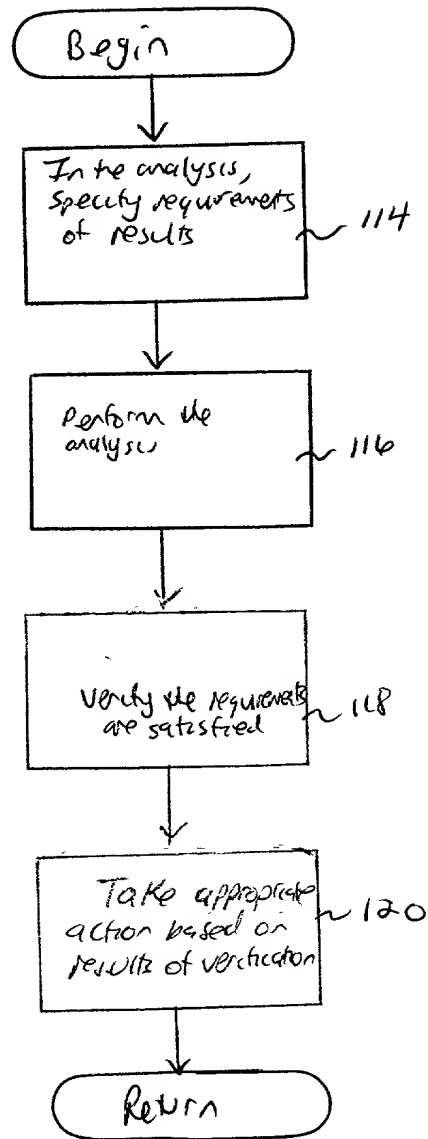 Begin
In the analysis,
specify requirements
of results
114
Perform the
analysis
116
Verify the requirements
are satisfied
118
Take appropriate
action based on
results of verification
120
Return